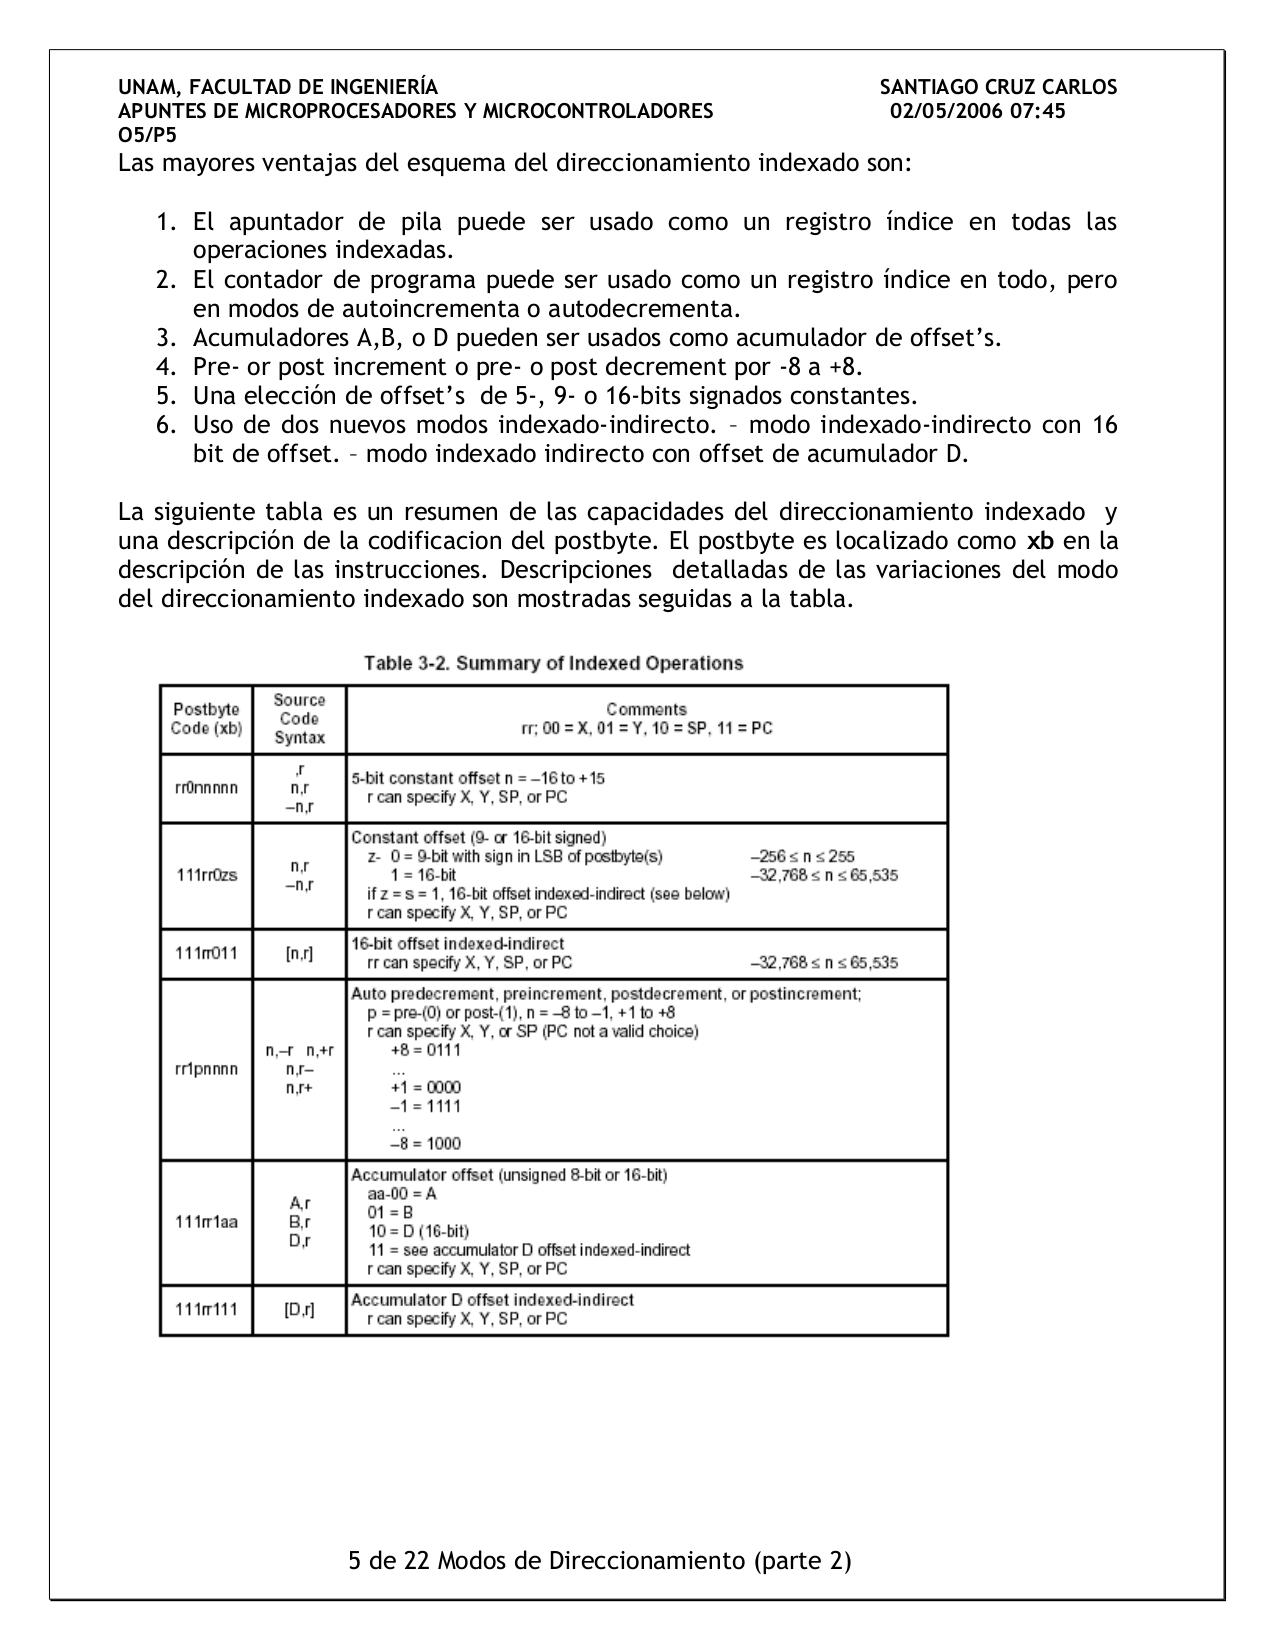 UNAM, FACULTAD DE INGENIERÍA SANTIAGO CRUZ CARLOS
APUNTES DE MICROPROCESADORES Y MICROCONTROLADORES 02/05/2006 07:45
O5/P5
Las mayores ventajas del esquema del direccionamiento indexado son:
1. El apuntador de pila puede ser usado como un registro índice en todas las
operaciones indexadas.
2. El contador de programa puede ser usado como un registro índice en todo, pero
en modos de autoincrementa o autodecrementa.
3. Acumuladores A,B, o D pueden ser usados como acumulador de offset’s.
4. Pre- or post increment o pre- o post decrement por -8 a +8.
5. Una elección de offset’s de 5-, 9- o 16-bits signados constantes.
6. Uso de dos nuevos modos indexado-indirecto. – modo indexado-indirecto con 16
bit de offset. – modo indexado indirecto con offset de acumulador D.
La siguiente tabla es un resumen de las capacidades del direccionamiento indexado y
una descripción de la codificacion del postbyte. El postbyte es localizado como xb en la
descripción de las instrucciones. Descripciones detalladas de las variaciones del modo
del direccionamiento indexado son mostradas seguidas a la tabla.
Table 3-2. Summary of Indexed Operations
Postbyte
Code (xb)
Source
Code
Syntax
Comments
rr; 00 = X, 01 = Y, 10 = SP, 11 = PC
rr0nnnnn
,r
n,r
–n,r
5-bit constant offset n = –16 to +15
r can specify X, Y, SP, or PC
111rr0zs
n,r
–n,r
Constant offset (9- or 16-bit signed)
z- 0 = 9-bit with sign in LSB of postbyte(s) –256 ≤ n ≤ 255
1 = 16-bit –32,768 ≤ n ≤ 65,535
if z = s = 1, 16-bit offset indexed-indirect (see below)
r can specify X, Y, SP, or PC
111rr011
[n,r]
16-bit offset indexed-indirect
rr can specify X, Y, SP, or PC –32,768 ≤ n ≤ 65,535
rr1pnnnn
n,–r n,+r
n,r–
n,r+
Auto predecrement, preincrement, postdecrement, or postincrement;
p = pre-(0) or post-(1), n = –8 to –1, +1 to +8
r can specify X, Y, or SP (PC not a valid choice)
+8 = 0111
...
+1 = 0000
–1 = 1111
...
–8 = 1000
111rr1aa
A,r
B,r
D,r
Accumulator offset (unsigned 8-bit or 16-bit)
aa-00 = A
01 = B
10 = D (16-bit)
11 = see accumulator D offset indexed-indirect
r can specify X, Y, SP, or PC
111rr111
[D,r]
Accumulator D offset indexed-indirect
r can specify X, Y, SP, or PC
5 de 22 Modos de Direccionamiento (parte 2)